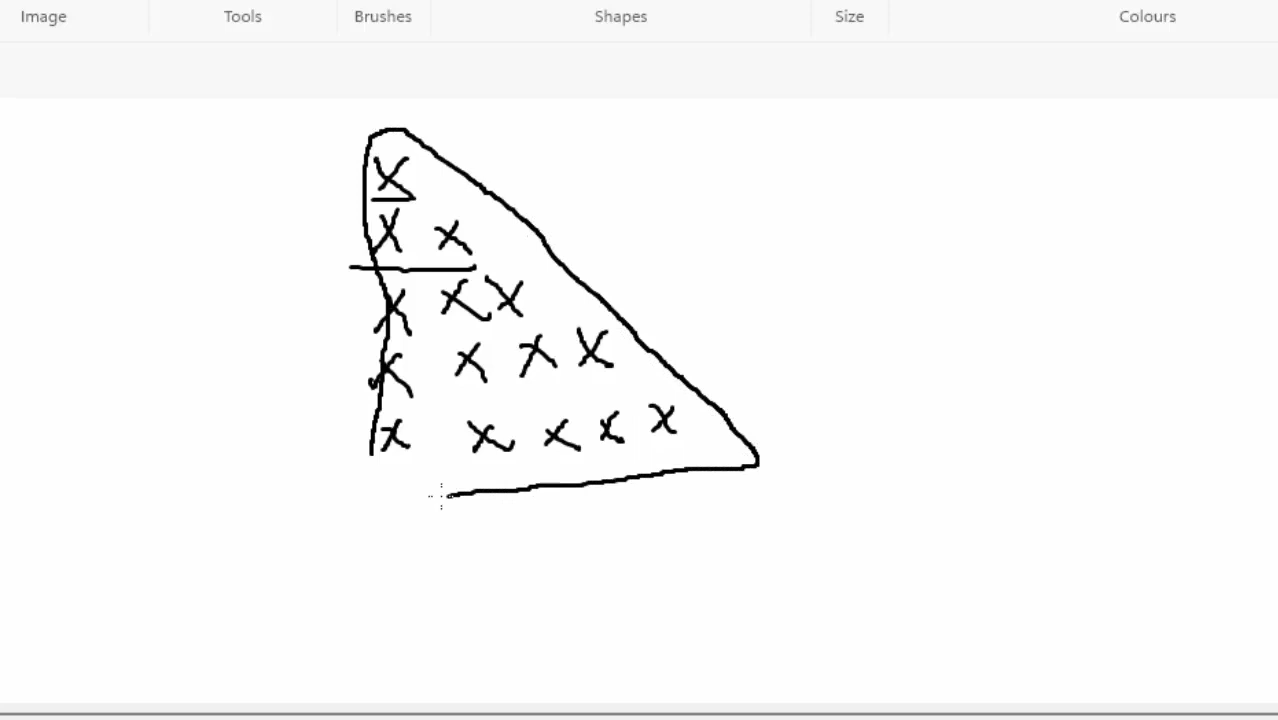 Image Tools Brushes Shapes Size Colours
X
X X
X X X
X X X X
X X X X X